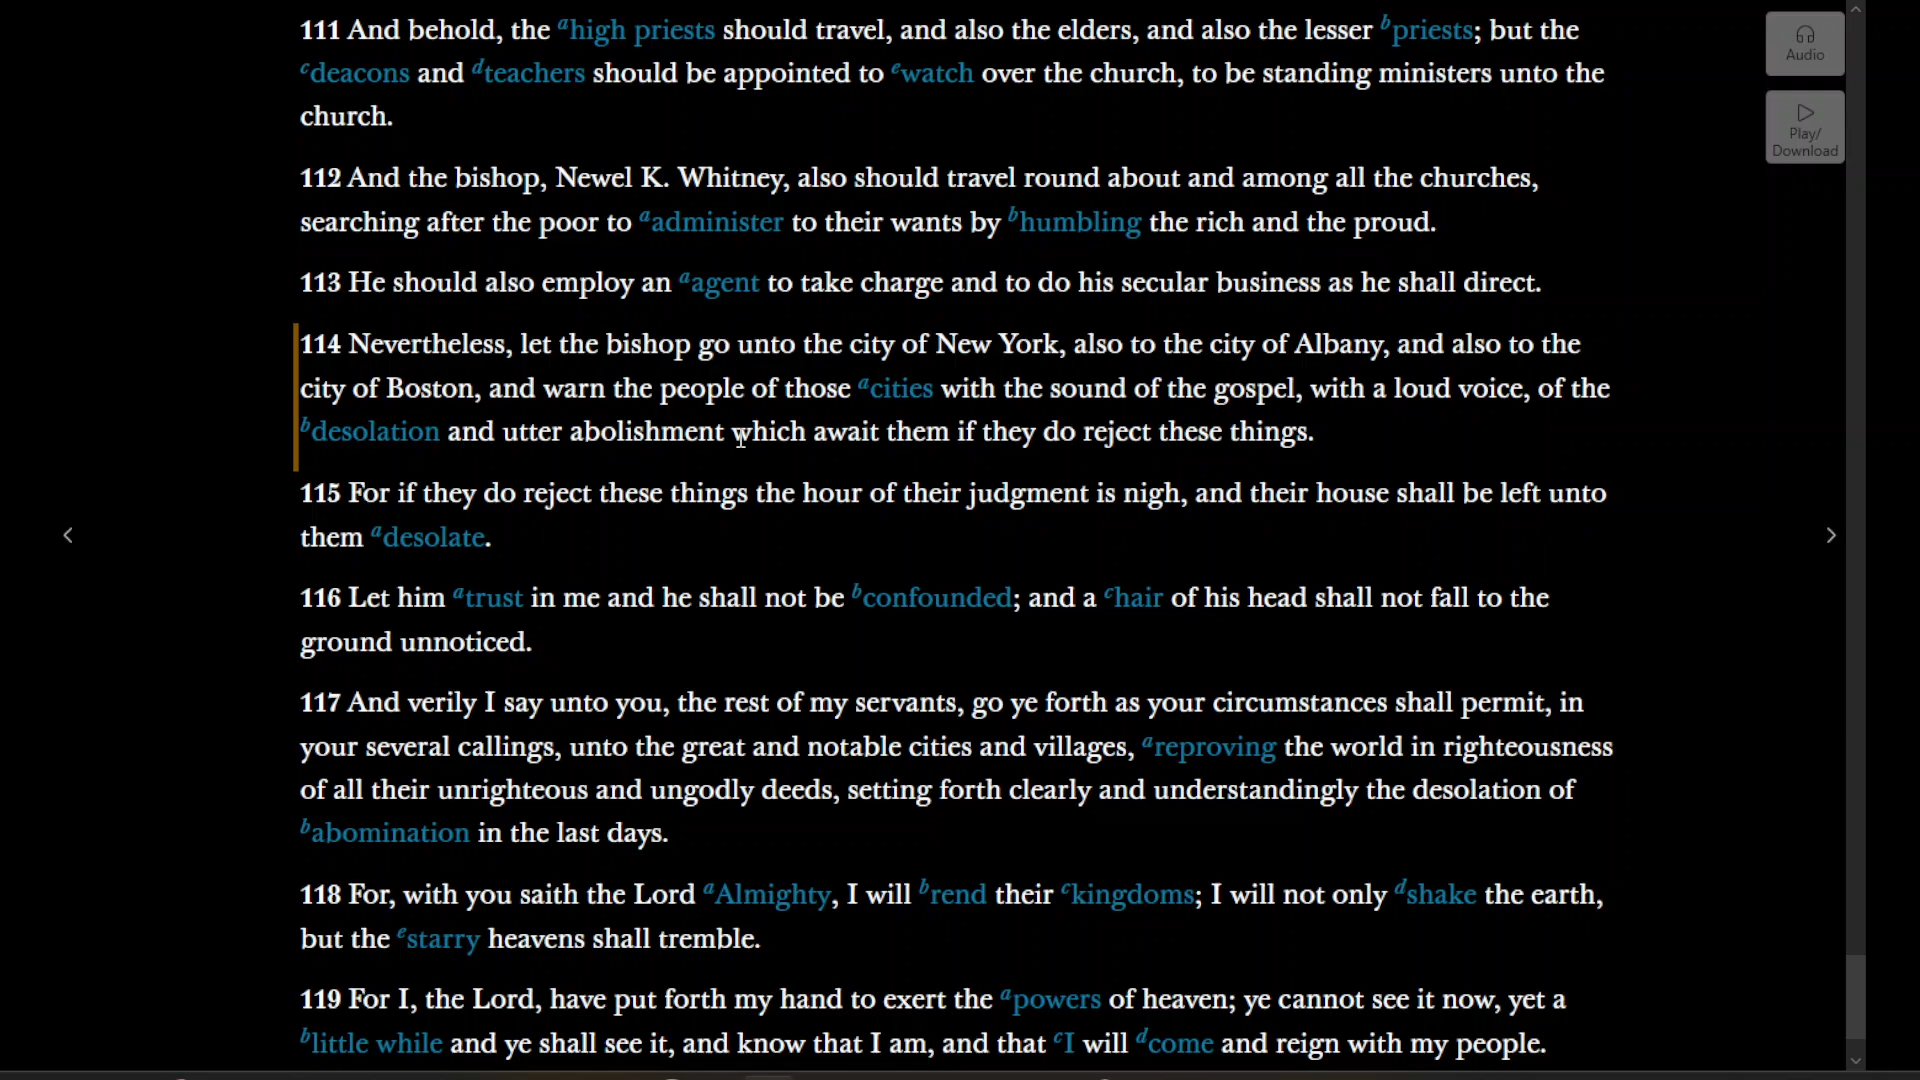 111 And behold, the ᵃhigh priests should travel, and also the elders, and also the lesser ᵇpriests; but the
ᶜdeacons and ᵈteachers should be appointed to ᵉwatch over the church, to be standing ministers unto the
church.
112 And the bishop, Newel K. Whitney, also should travel round about and among all the churches,
searching after the poor to ᵃadminister to their wants by ᵇhumbling the rich and the proud.
113 He should also employ an ᵃagent to take charge and to do his secular business as he shall direct.
114 Nevertheless, let the bishop go unto the city of New York, also to the city of Albany, and also to the
city of Boston, and warn the people of those ᵃcities with the sound of the gospel, with a loud voice, of the
ᵇdesolation and utter abolishment which await them if they do reject these things.
115 For if they do reject these things the hour of their judgment is nigh, and their house shall be left unto
them ᵃdesolate.
116 Let him ᵃtrust in me and he shall not be ᵇconfounded; and a ᶜhair of his head shall not fall to the
ground unnoticed.
117 And verily I say unto you, the rest of my servants, go ye forth as your circumstances shall permit, in
your several callings, unto the great and notable cities and villages, ᵃreproving the world in righteousness
of all their unrighteous and ungodly deeds, setting forth clearly and understandingly the desolation of
ᵇabomination in the last days.
118 For, with you saith the Lord ᵃAlmighty, I will ᵇrend their ᶜkingdoms; I will not only ᵈshake the earth,
but the ᵉstarry heavens shall tremble.
119 For I, the Lord, have put forth my hand to exert the ᵃpowers of heaven; ye cannot see it now, yet a
ᵇlittle while and ye shall see it, and know that I am, and that ᶜI will ᵈcome and reign with my people.
Audio
Play/
Download